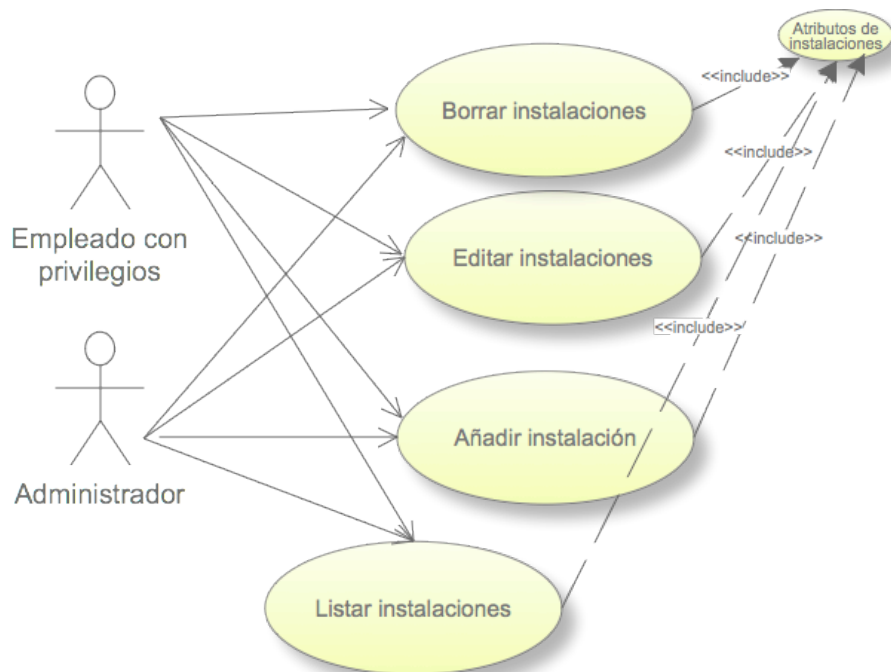 Atributos de
instalaciones
<<include>>
Borrar instalaciones
<<include>>
Empleado con
privilegios
Editar instalaciones
<<include>>
<<include>>
Añadir instalación
Administrador
Listar instalaciones